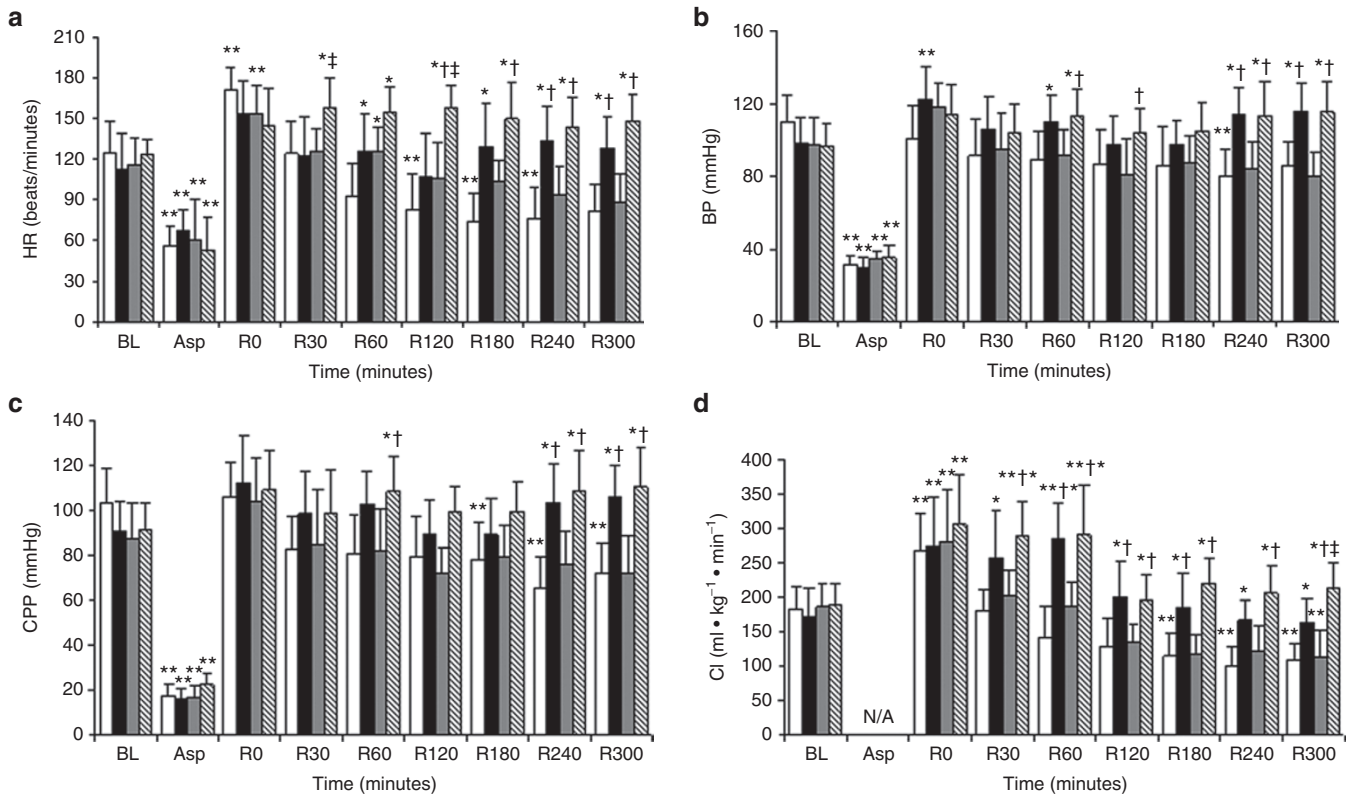 a
210
180
150
120
90
60
30
0
HR (beats/minutes)
** ** *‡ * * * *†‡ ** * *† ** *† *† *† *†
** ** ** **
BL Asp R0 R30 R60 R120 R180 R240 R300
Time (minutes)
b
160
120
80
40
0
BP (mmHg)
** * *† † ** *† *† *† *†
** ** ** **
BL Asp R0 R30 R60 R120 R180 R240 R300
Time (minutes)
c
140
120
100
80
60
40
20
0
CPP (mmHg)
*† ** ** *† *† ** *† *†
** ** ** **
BL Asp R0 R30 R60 R120 R180 R240 R300
Time (minutes)
d
400
350
300
250
200
150
100
50
0
CI (ml • kg⁻¹ • min⁻¹)
** ** ** ** * **†* **†* **†* *† *† ** *† *† ** * *† ** * ** *†‡
N/A
BL Asp R0 R30 R60 R120 R180 R240 R300
Time (minutes)